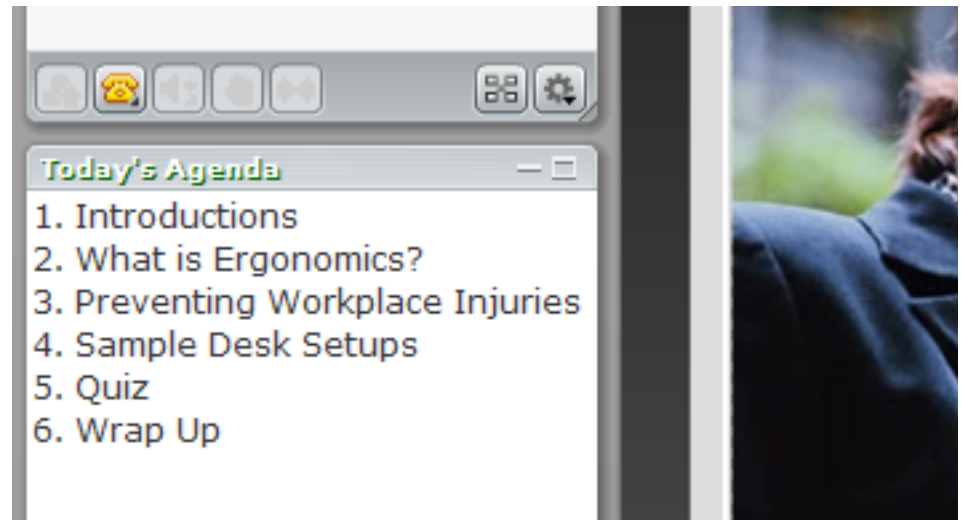 Today's Agenda
1. Introductions
2. What is Ergonomics?
3. Preventing Workplace Injuries
4. Sample Desk Setups
5. Quiz
6. Wrap Up